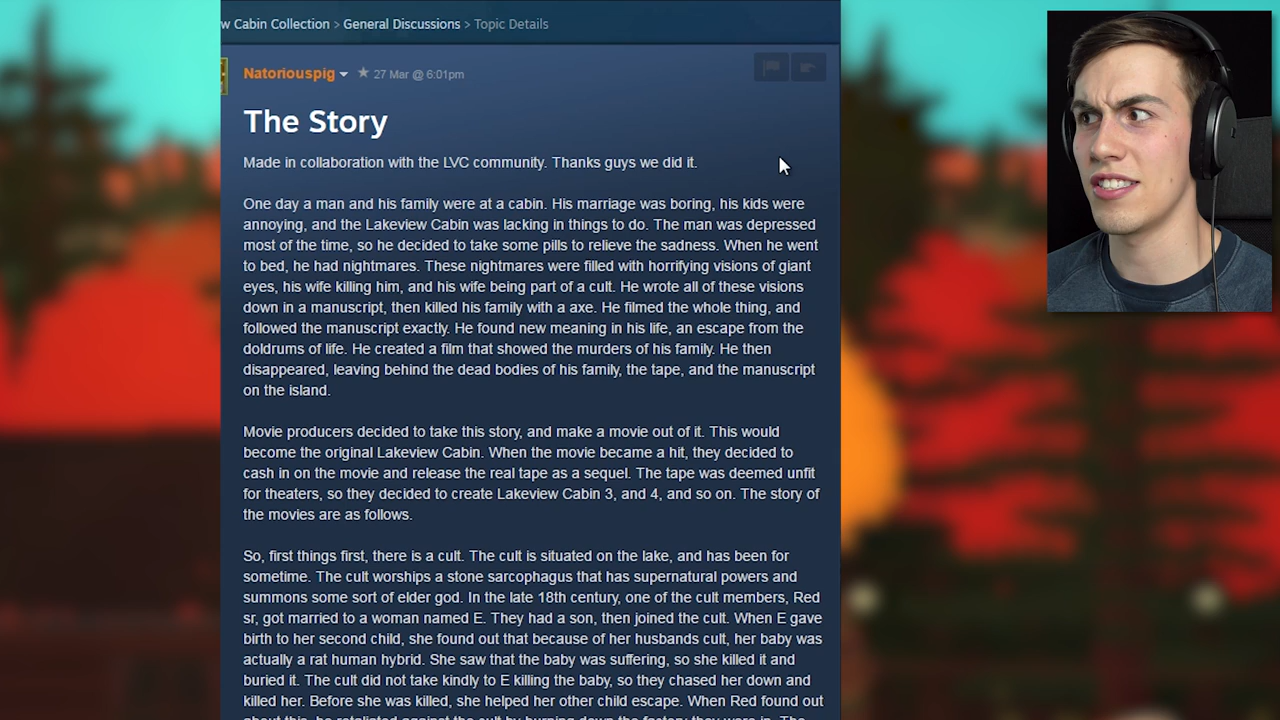 w Cabin Collection > General Discussions > Topic Details
Natoriouspig ★ 27 Mar @ 6:01pm
The Story
Made in collaboration with the LVC community. Thanks guys we did it.
One day a man and his family were at a cabin. His marriage was boring, his kids were
annoying, and the Lakeview Cabin was lacking in things to do. The man was depressed
most of the time, so he decided to take some pills to relieve the sadness. When he went
to bed, he had nightmares. These nightmares were filled with horrifying visions of giant
eyes, his wife killing him, and his wife being part of a cult. He wrote all of these visions
down in a manuscript, then killed his family with a axe. He filmed the whole thing, and
followed the manuscript exactly. He found new meaning in his life, an escape from the
doldrums of life. He created a film that showed the murders of his family. He then
disappeared, leaving behind the dead bodies of his family, the tape, and the manuscript
on the island.
Movie producers decided to take this story, and make a movie out of it. This would
become the original Lakeview Cabin. When the movie became a hit, they decided to
cash in on the movie and release the real tape as a sequel. The tape was deemed unfit
for theaters, so they decided to create Lakeview Cabin 3, and 4, and so on. The story of
the movies are as follows.
So, first things first, there is a cult. The cult is situated on the lake, and has been for
sometime. The cult worships a stone sarcophagus that has supernatural powers and
summons some sort of elder god. In the late 18th century, one of the cult members, Red
sr, got married to a woman named E. They had a son, then joined the cult. When E gave
birth to her second child, she found out that because of her husbands cult, her baby was
actually a rat human hybrid. She saw that the baby was suffering, so she killed it and
buried it. The cult did not take kindly to E killing the baby, so they chased her down and
killed her. Before she was killed, she helped her other child escape. When Red found out
about this, he retaliated against the cult by burning down the factory they were in. The